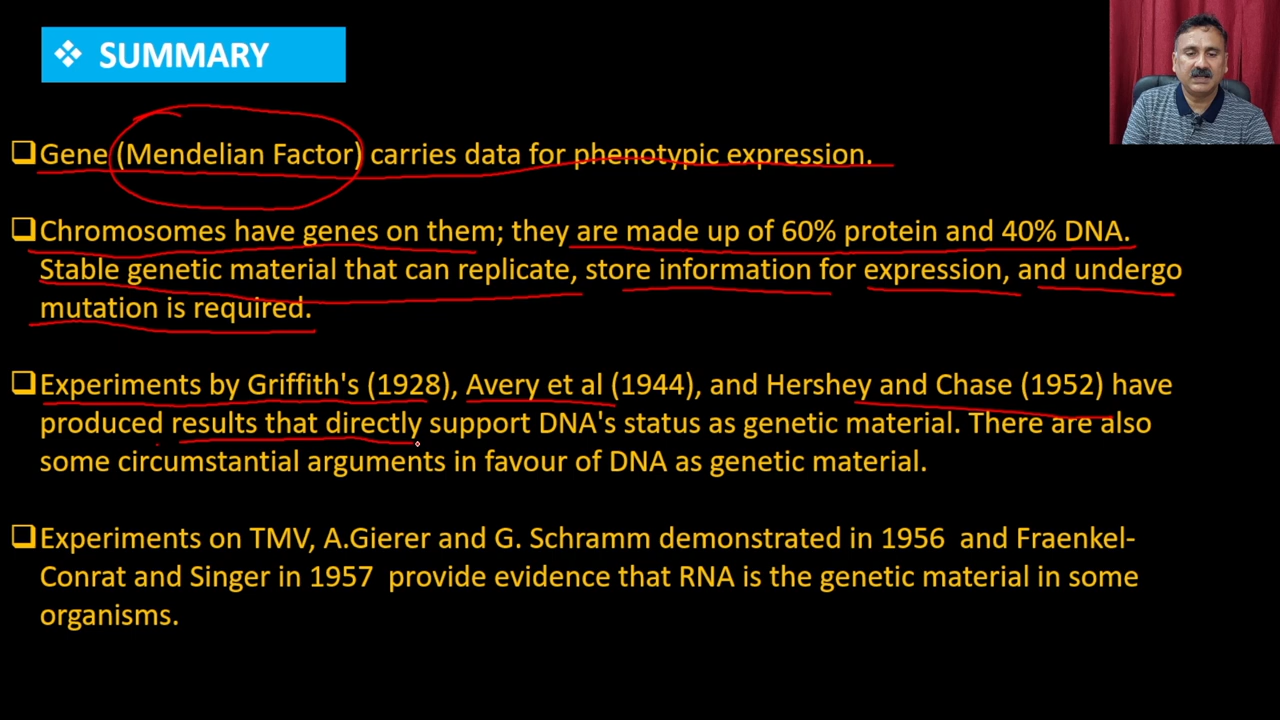 SUMMARY
Gene (Mendelian Factor) carries data for phenotypic expression.
Chromosomes have genes on them; they are made up of 60% protein and 40% DNA.
Stable genetic material that can replicate, store information for expression, and undergo
mutation is required.
Experiments by Griffith's (1928), Avery et al (1944), and Hershey and Chase (1952) have
produced results that directly support DNA's status as genetic material. There are also
some circumstantial arguments in favour of DNA as genetic material.
Experiments on TMV, A.Gierer and G. Schramm demonstrated in 1956 and Fraenkel-
Conrat and Singer in 1957 provide evidence that RNA is the genetic material in some
organisms.